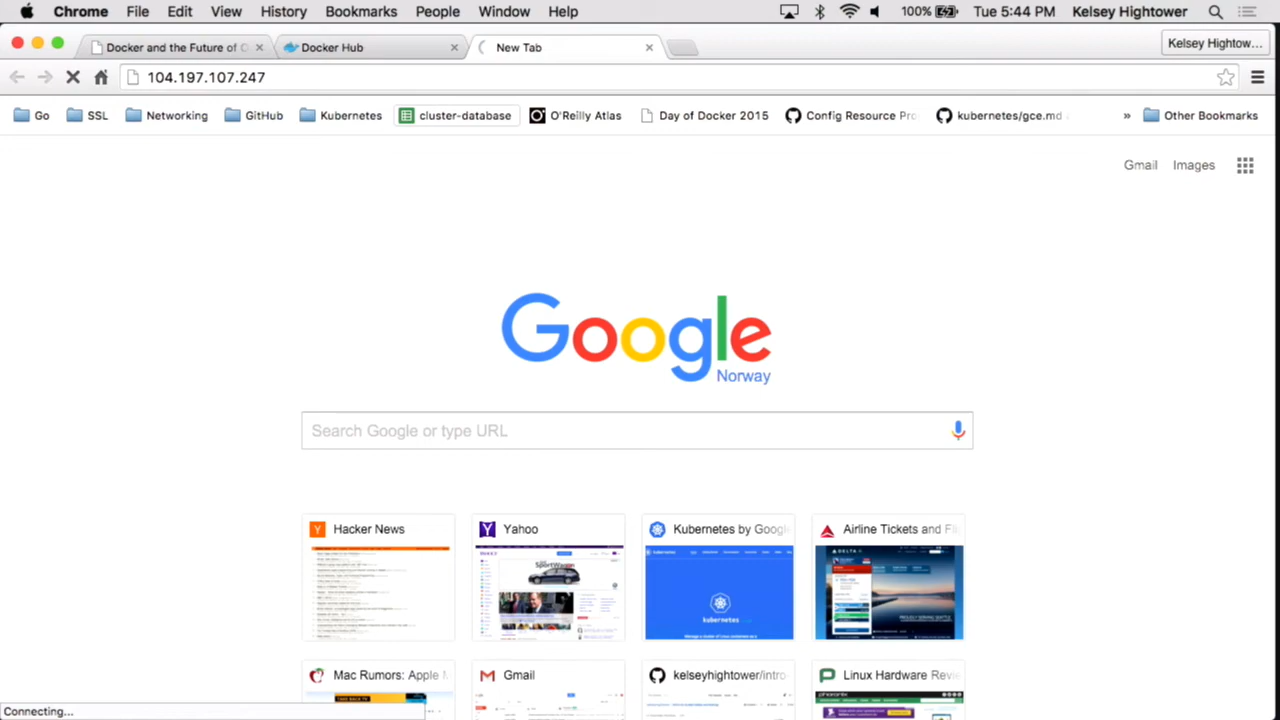 Chrome File Edit View History Bookmarks People Window Help 100% Tue 5:44 PM Kelsey Hightower
Docker and the Future of C Docker Hub New Tab Kelsey Hightow...
104.197.107.247
Go SSL Networking GitHub Kubernetes cluster-database O'Reilly Atlas Day of Docker 2015 Config Resource Pro kubernetes/gce.md » Other Bookmarks
Gmail Images
Google
Norway
Search Google or type URL
Hacker News Yahoo Kubernetes by Google Airline Tickets and Fli
kubernetes
Mac Rumors: Apple M Gmail kelseyhightower/intro Linux Hardware Revie
Connecting...